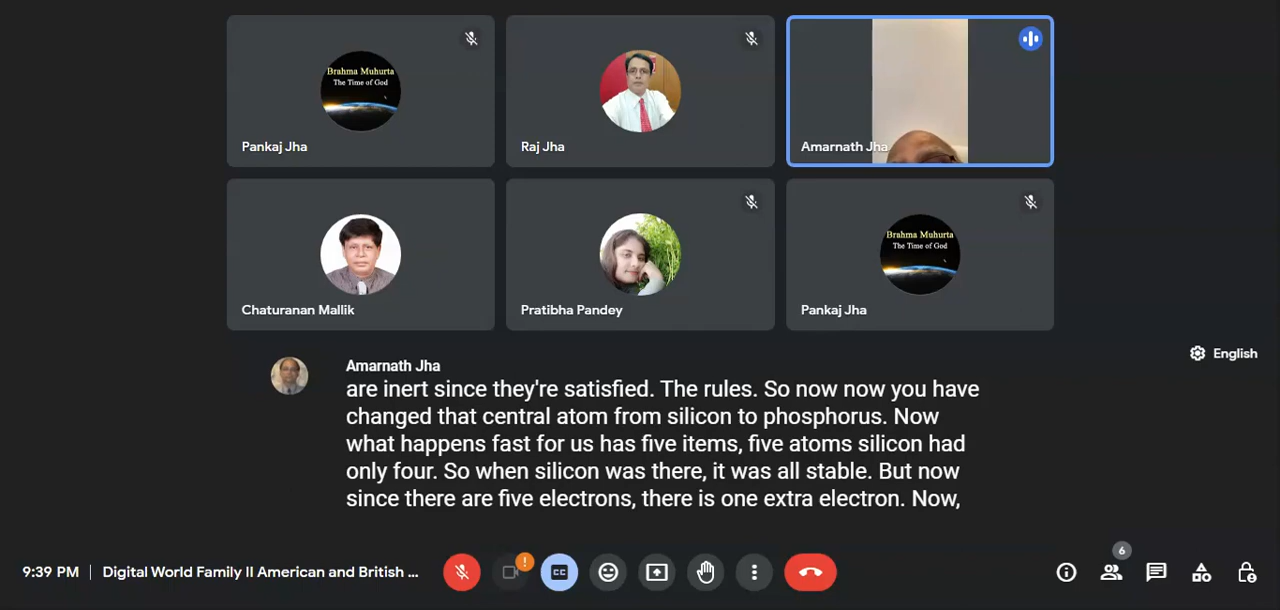 Brahma Muhurta
The Time of God
Pankaj Jha
Raj Jha
Amarnath Jha
Chaturanan Mallik
Pratibha Pandey
Brahma Muhurta
The Time of God
Pankaj Jha
English
Amarnath Jha
are inert since they're satisfied. The rules. So now now you have
changed that central atom from silicon to phosphorus. Now
what happens fast for us has five items, five atoms silicon had
only four. So when silicon was there, it was all stable. But now
since there are five electrons, there is one extra electron. Now,
9:39 PM | Digital World Family II American and British ...
!
CC
6